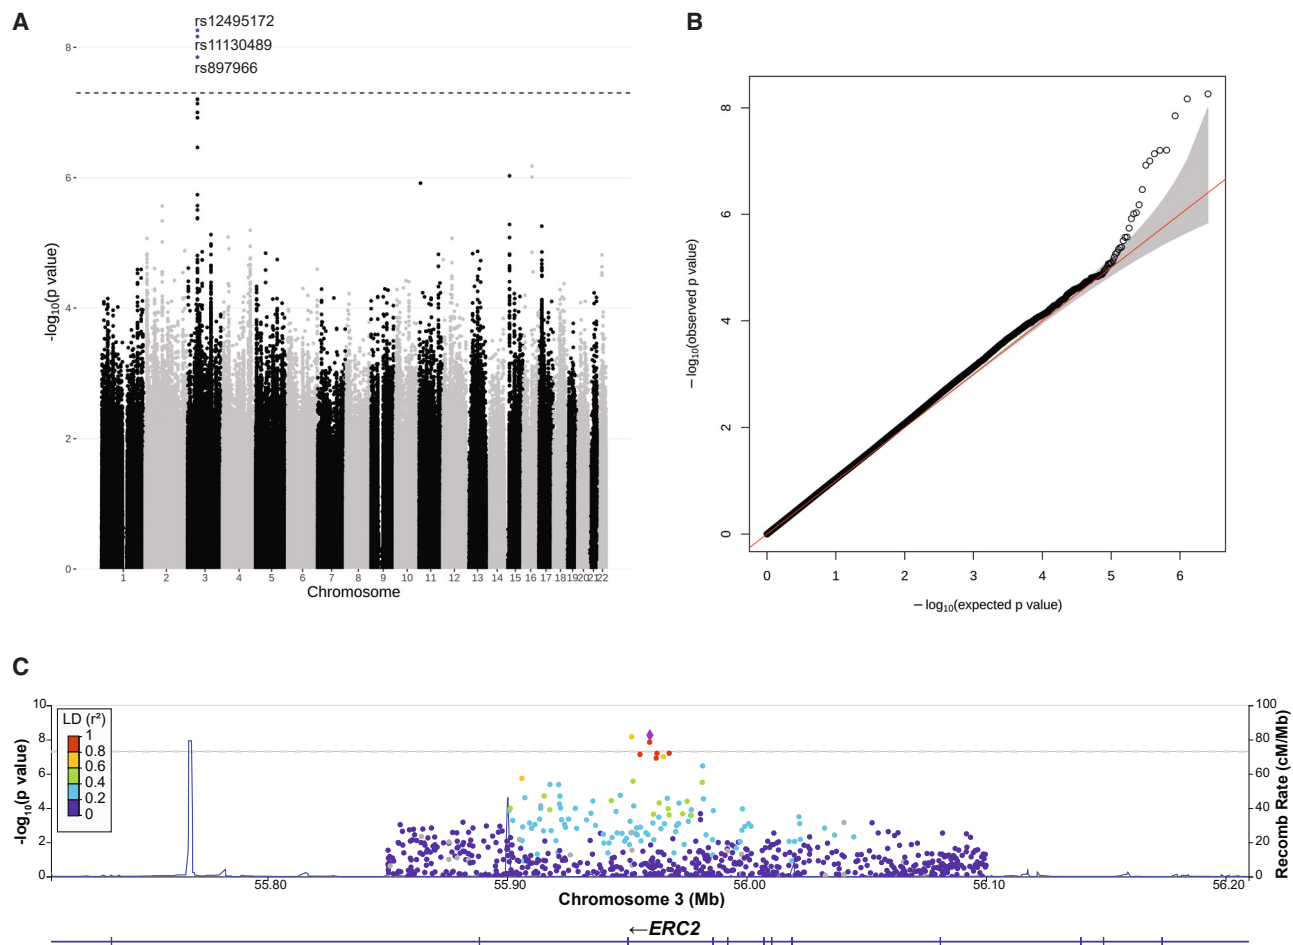 A
rs12495172
rs11130489
rs897966
8
6
4
2
0
-log10(p value)
1 2 3 4 5 6 7 8 9 10 11 12 13 14 15 16 17 18 19 20 21 22
Chromosome
B
8
6
4
2
0
− log10(observed p value)
0 1 2 3 4 5 6
− log10(expected p value)
C
10
8
6
4
2
0
-log10(p value)
LD (r²)
1
0.8
0.6
0.4
0.2
0
100
80
60
40
20
0
Recomb Rate (cM/Mb)
55.80 55.90 56.00 56.10 56.20
Chromosome 3 (Mb)
←ERC2